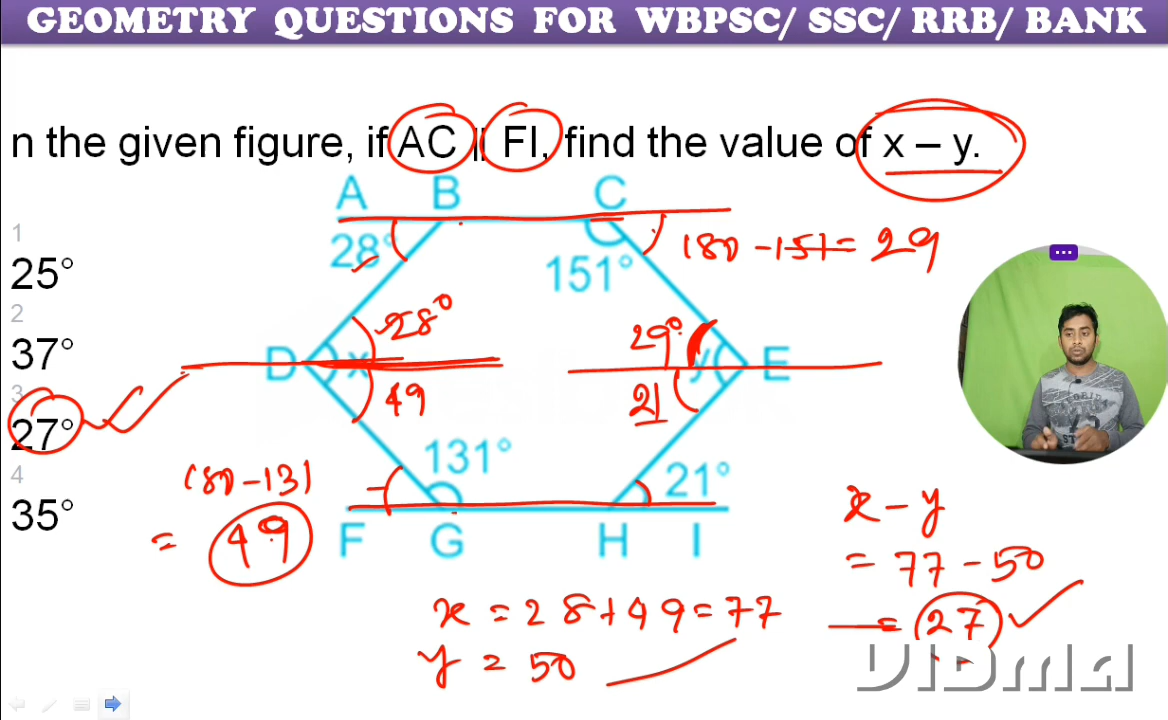 GEOMETRY QUESTIONS FOR WBPSC/ SSC/ RRB/ BANK
n the given figure, if AC || FI, find the value of x – y.
A B C
1
28° 151° 180 - 151 = 29
25°
2
28° 29°
37°
D x y E
3
49 21
27°
131°
4
180 - 131 21°
35°
= 49
x - y
F G H I
= 77 - 50
x = 28 + 49 = 77
= 27
y = 50
VIDMA